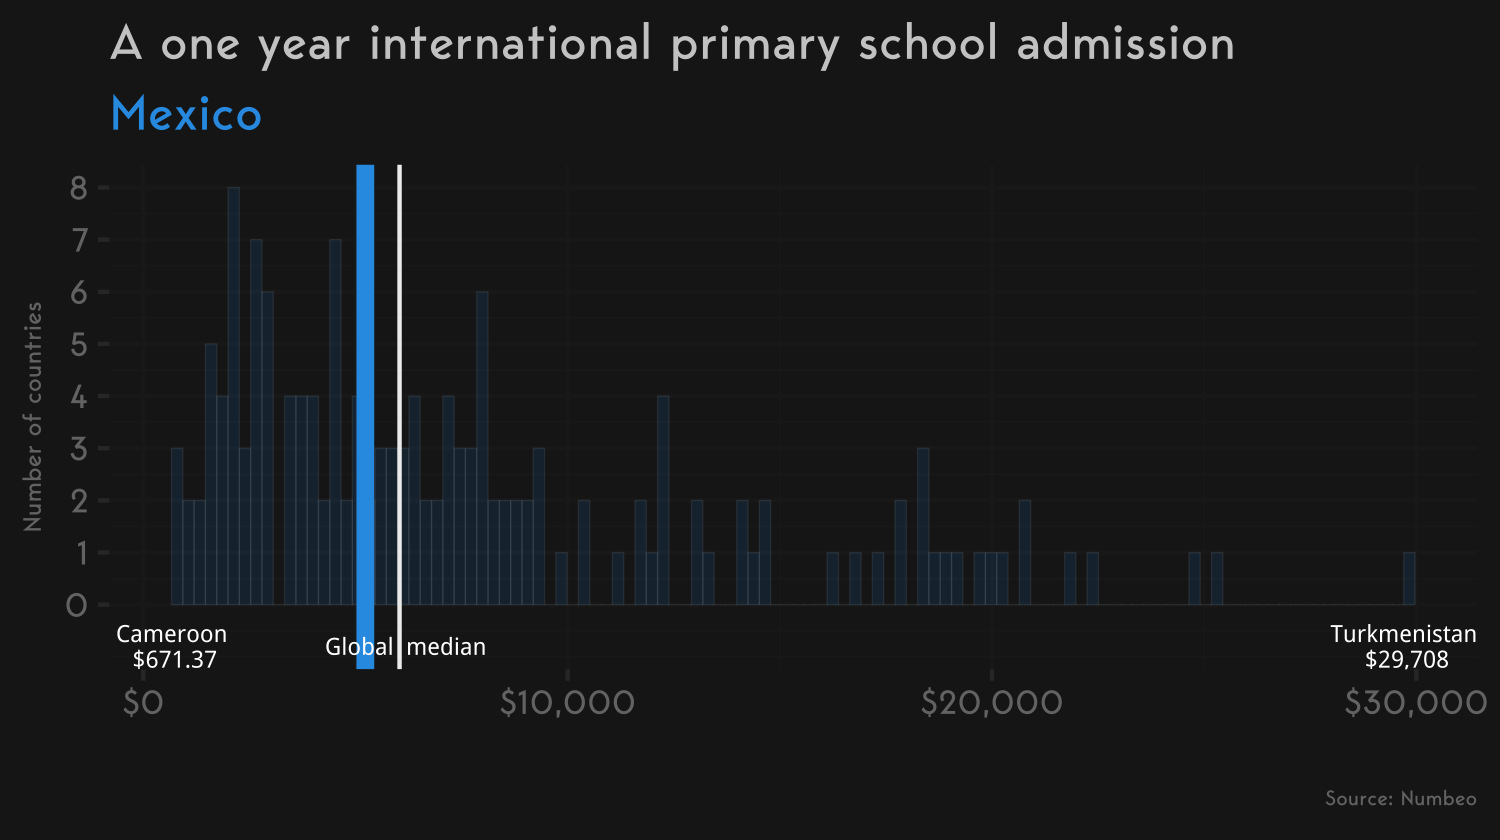 A one year international primary school admission
Mexico
Number of countries
8
7
6
5
4
3
2
1
0
Cameroon
$671.37
Global median
Turkmenistan
$29,708
$0
$10,000
$20,000
$30,000
Source: Numbeo